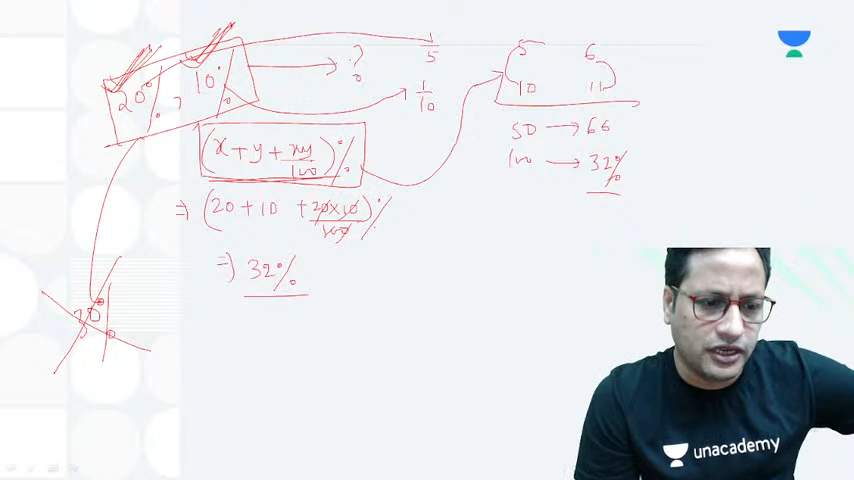 20%, 10% → ?
1/5
1/10
(x + y + xy/100)%
⇒ (20 + 10 + 20×10/100)%
⇒ 32%
30%
5 6
10 11
50 → 66
100 → 32%
unacademy